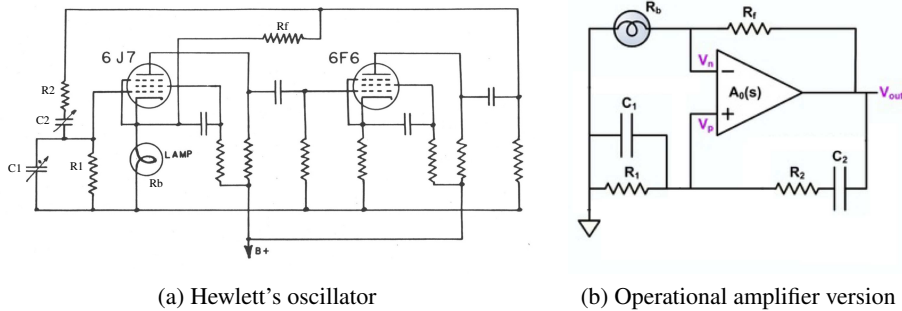 Rf
6J7
6F6
R2
C2
C1
R1
LAMP
Rb
B+
(a) Hewlett's oscillator
Rb
Rf
Vn
A0(s)
Vout
C1
Vp
C2
R1
R2
(b) Operational amplifier version